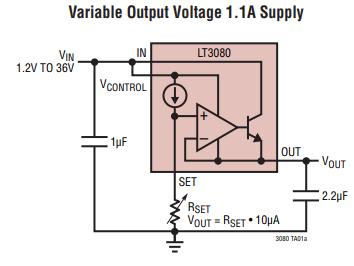 Variable Output Voltage 1.1A Supply
VIN
1.2V TO 36V
IN
LT3080
VCONTROL
+
–
1µF
OUT
VOUT
SET
RSET
VOUT = RSET • 10µA
2.2µF
3080 TA01a